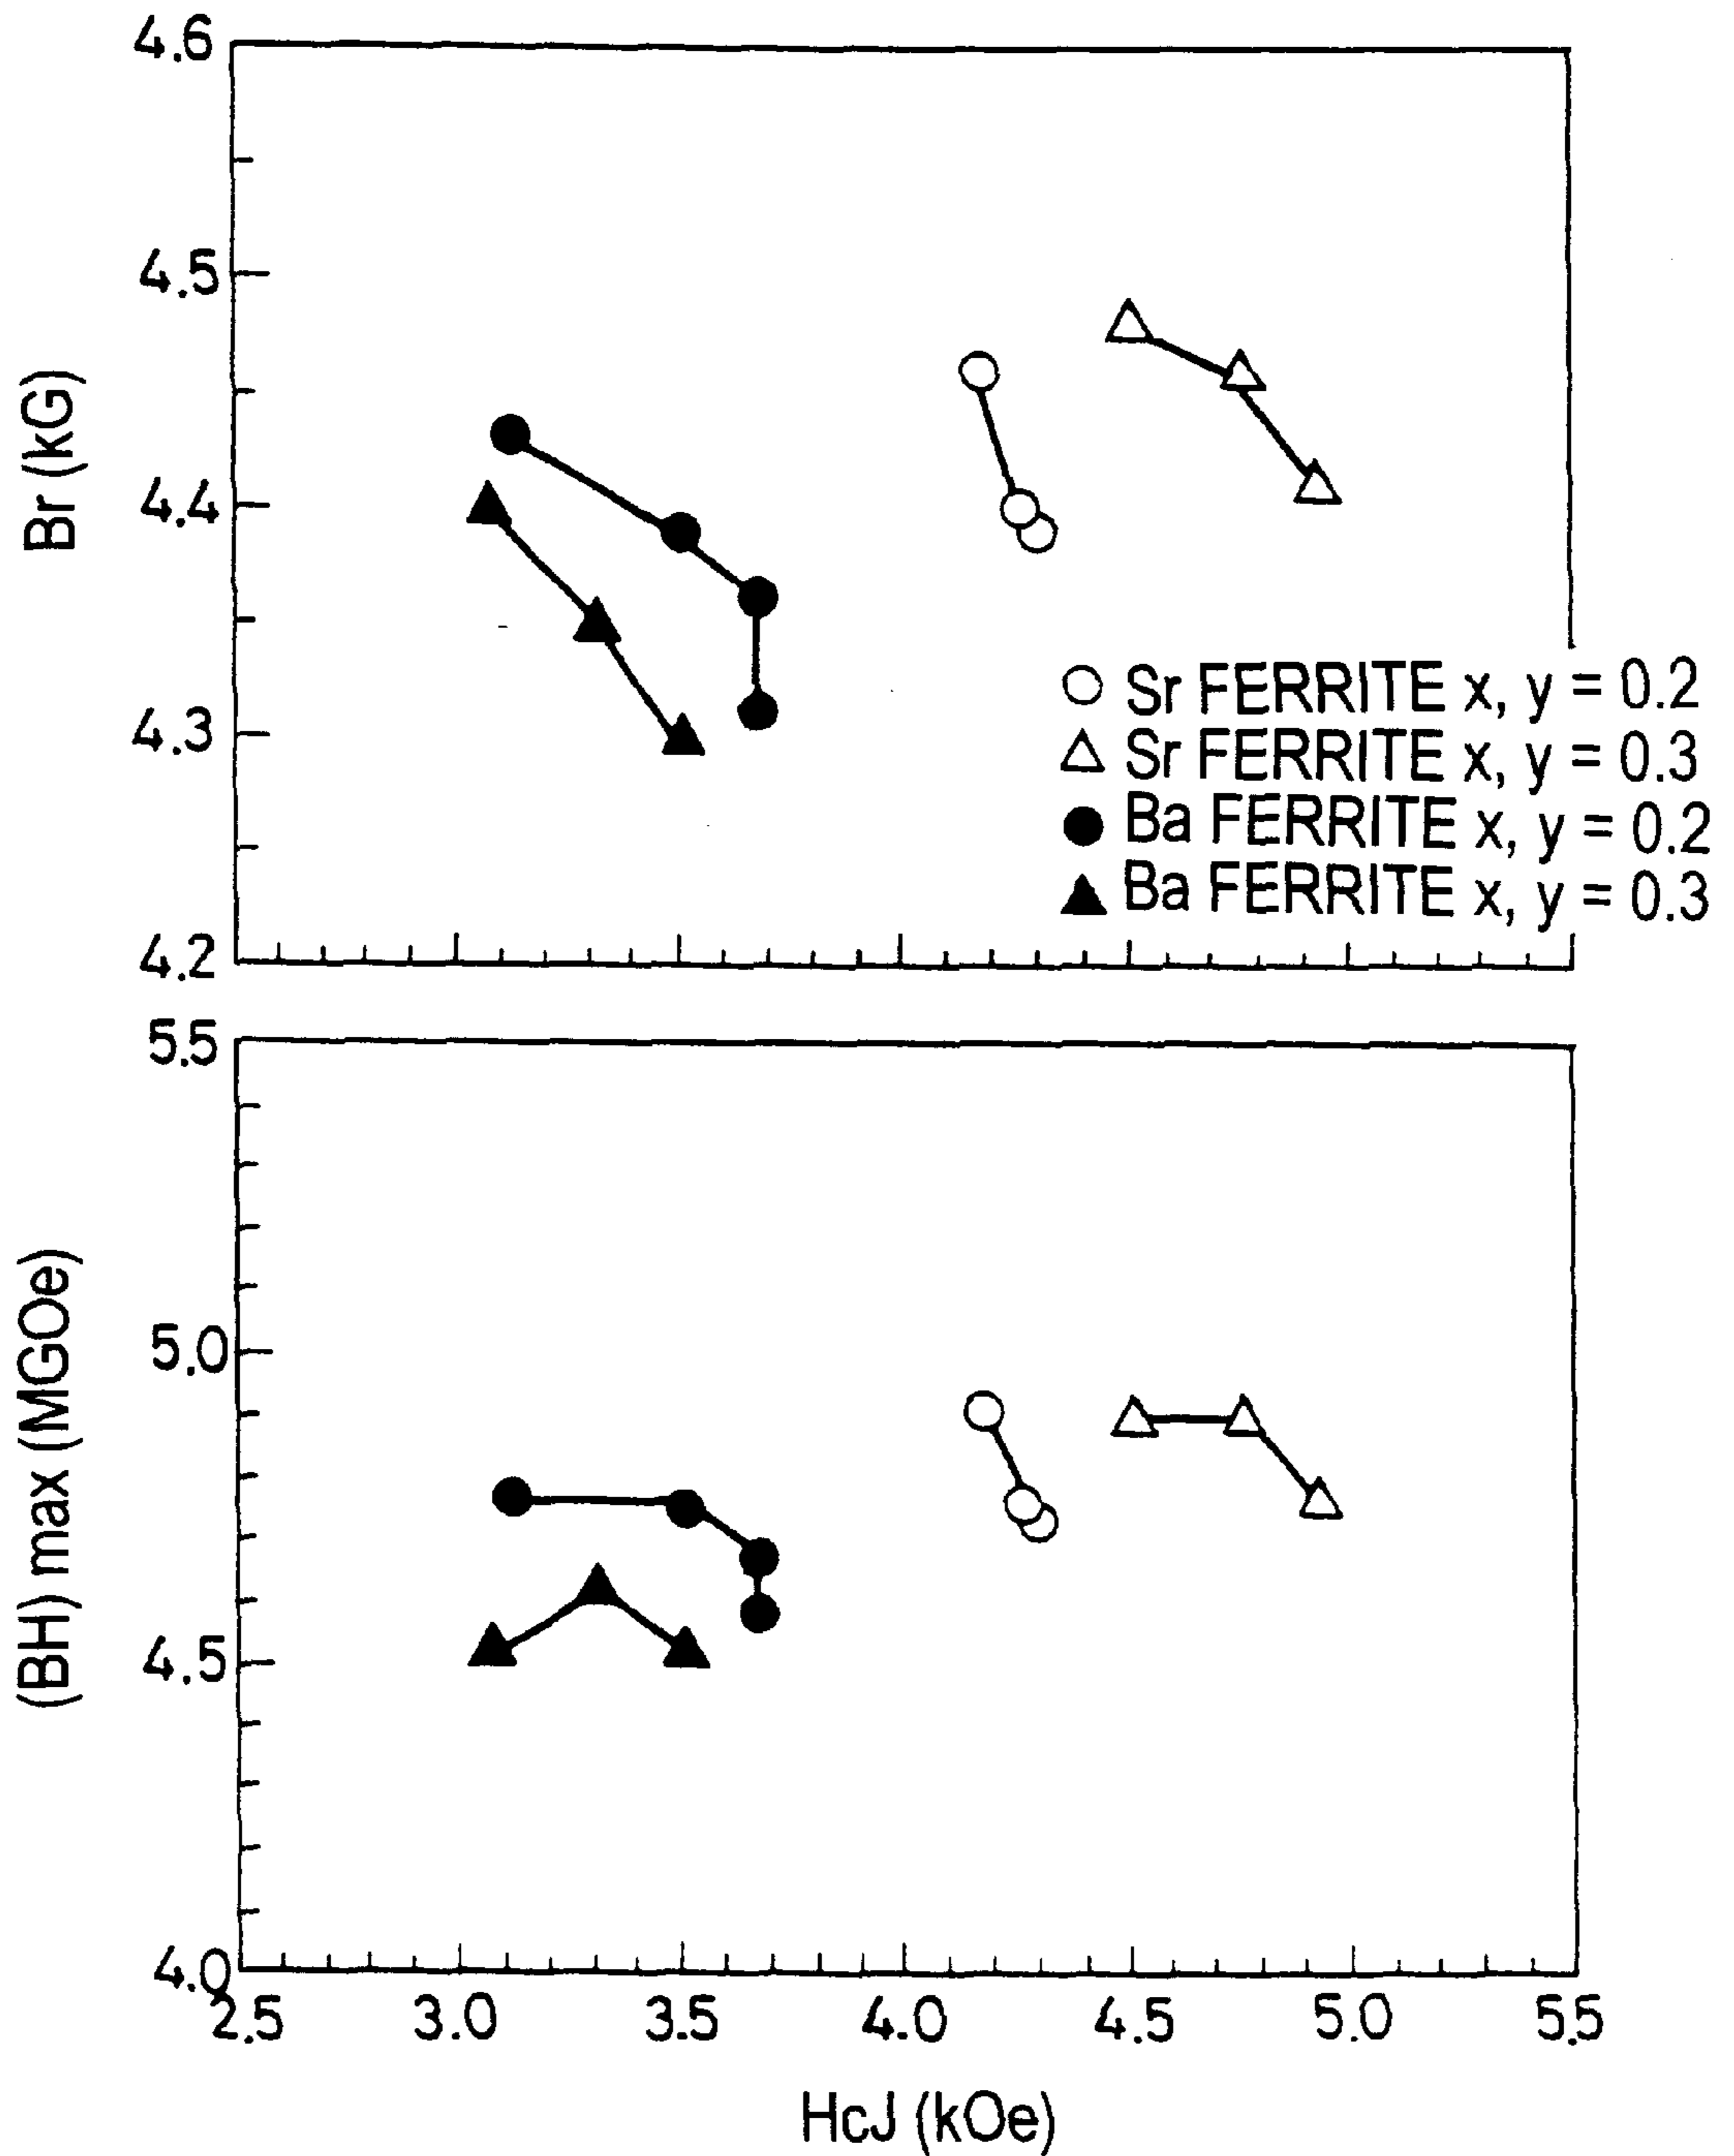 4.6
4.5
4.4
4.3
4.2
Br (kG)
○ Sr FERRITE x, y = 0.2
△ Sr FERRITE x, y = 0.3
● Ba FERRITE x, y = 0.2
▲ Ba FERRITE x, y = 0.3
5.5
5.0
4.5
4.0
(BH) max (MGOe)
2.5 3.0 3.5 4.0 4.5 5.0 5.5
HcJ (kOe)